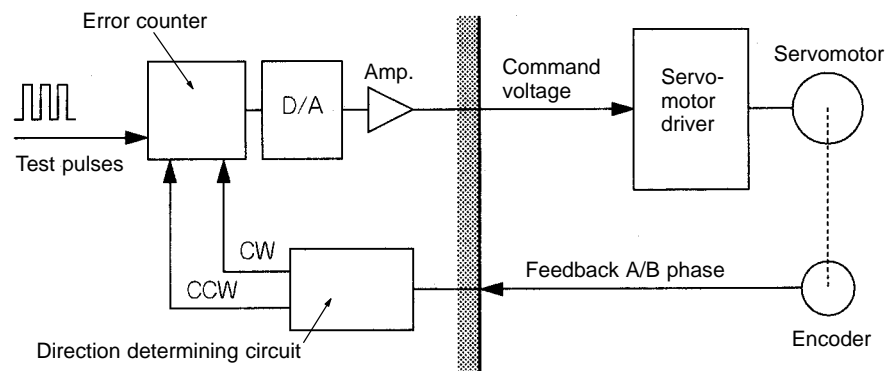 Error counter
Servomotor
Amp.
Command
voltage
Servo-
motor
driver
D/A
Test pulses
CW
CCW
Feedback A/B phase
Encoder
Direction determining circuit